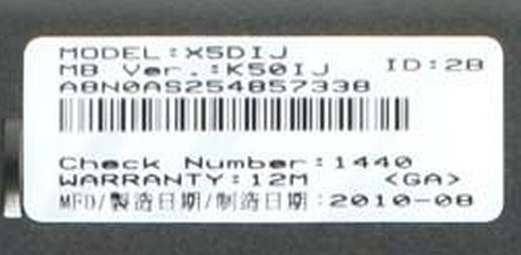 MODEL:X5DIJ
MB Ver.:K50IJ ID:2B
A8N0AS254857338
Check Number:1440
WARRANTY:12M <GA>
MFD/製造日期/制造日期:2010-08